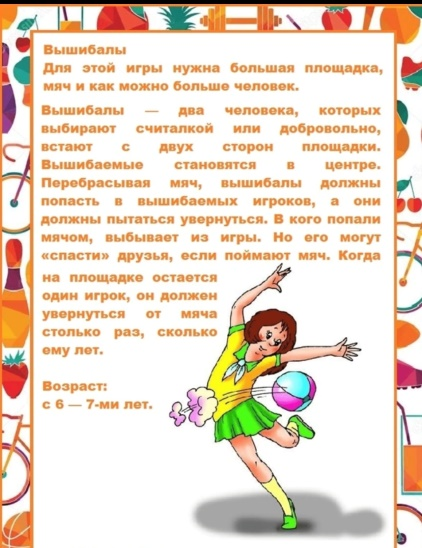 Вышибалы
Для этой игры нужна большая площадка,
мяч и как можно больше человек.
Вышибалы — два человека, которых
выбирают считалкой или добровольно,
встают с двух сторон площадки.
Вышибаемые становятся в центре.
Перебрасывая мяч, вышибалы должны
попасть в вышибаемых игроков, а они
должны пытаться увернуться. В кого попали
мячом, выбывает из игры. Но его могут
«спасти» друзья, если поймают мяч. Когда
на площадке остается
один игрок, он должен
увернуться от мяча
столько раз, сколько
ему лет.
Возраст:
с 6 — 7-ми лет.